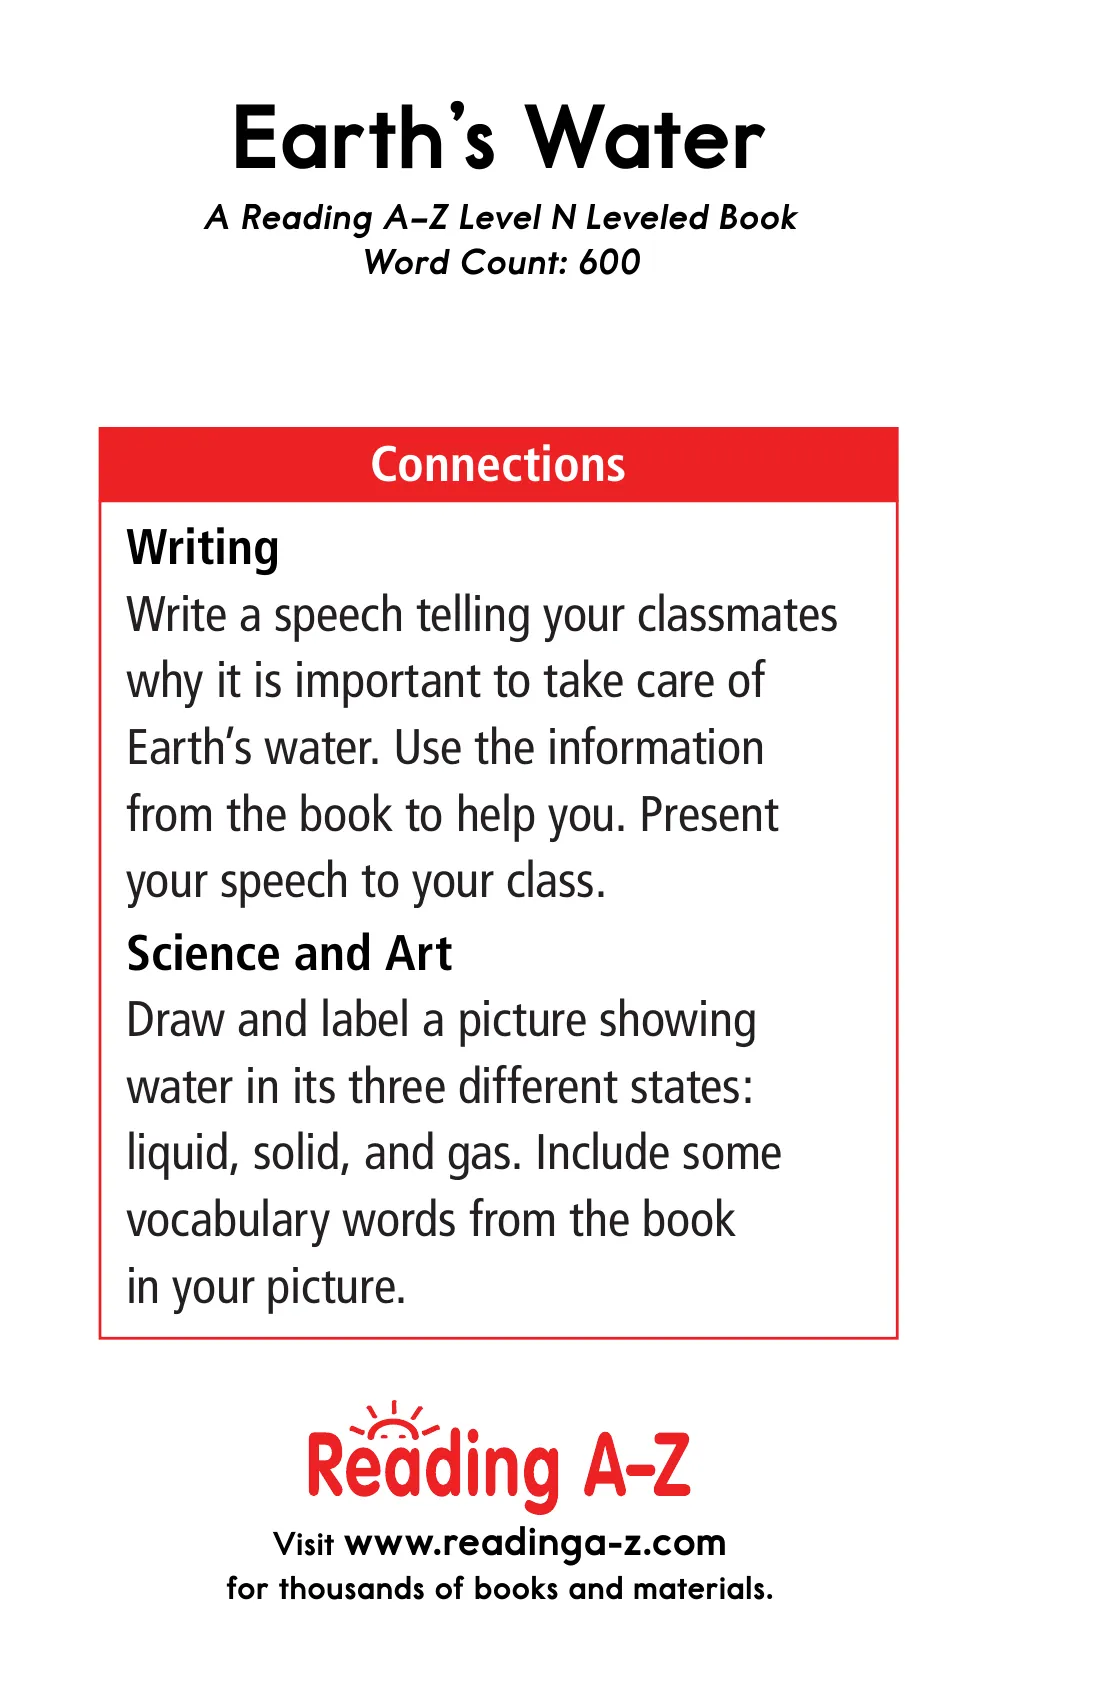 Earth’s Water
A Reading A–Z Level N Leveled Book
Word Count: 600
Connections
Writing
Write a speech telling your classmates
why it is important to take care of
Earth’s water. Use the information
from the book to help you. Present
your speech to your class.
Science and Art
Draw and label a picture showing
water in its three different states:
liquid, solid, and gas. Include some
vocabulary words from the book
in your picture.
Reading A–Z
Visit www.readinga-z.com
for thousands of books and materials.